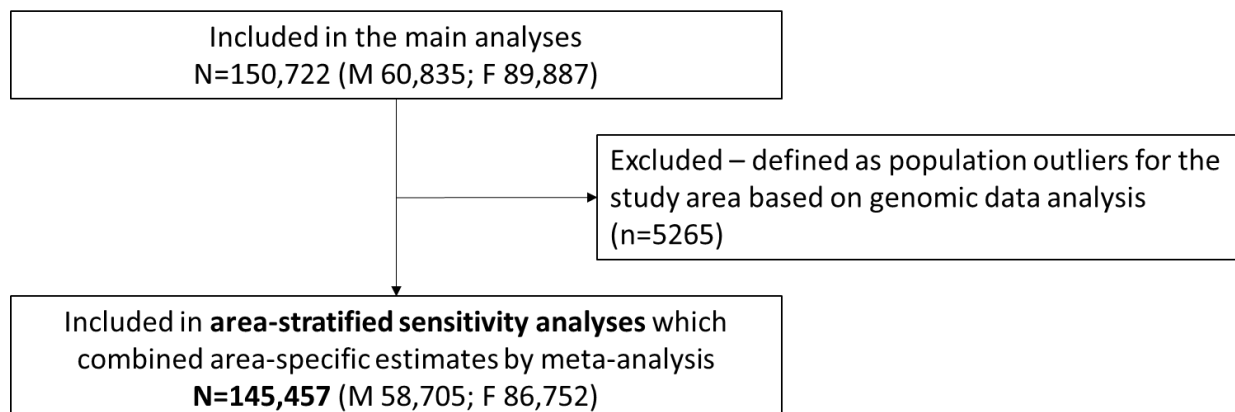 Included in the main analyses
N=150,722 (M 60,835; F 89,887)
Excluded – defined as population outliers for the
study area based on genomic data analysis
(n=5265)
Included in area-stratified sensitivity analyses which
combined area-specific estimates by meta-analysis
N=145,457 (M 58,705; F 86,752)